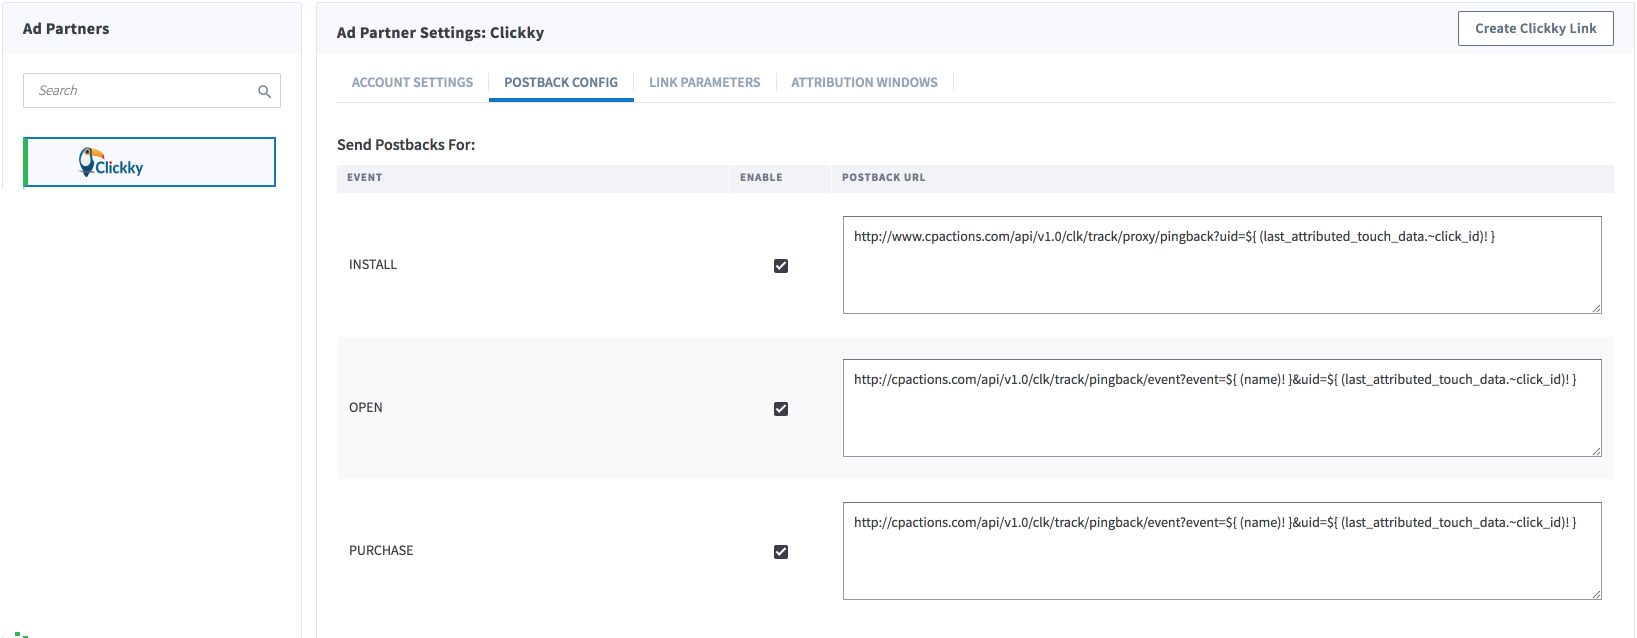 Ad Partners
Search
Clickky
Ad Partner Settings: Clickky
Create Clickky Link
ACCOUNT SETTINGS POSTBACK CONFIG LINK PARAMETERS ATTRIBUTION WINDOWS
Send Postbacks For:
EVENT ENABLE POSTBACK URL
INSTALL
http://www.cpactions.com/api/v1.0/clk/track/proxy/pingback?uid=${ (last_attributed_touch_data.~click_id)! }
OPEN
http://cpactions.com/api/v1.0/clk/track/pingback/event?event=${ (name)! }&uid=${ (last_attributed_touch_data.~click_id)! }
PURCHASE
http://cpactions.com/api/v1.0/clk/track/pingback/event?event=${ (name)! }&uid=${ (last_attributed_touch_data.~click_id)! }